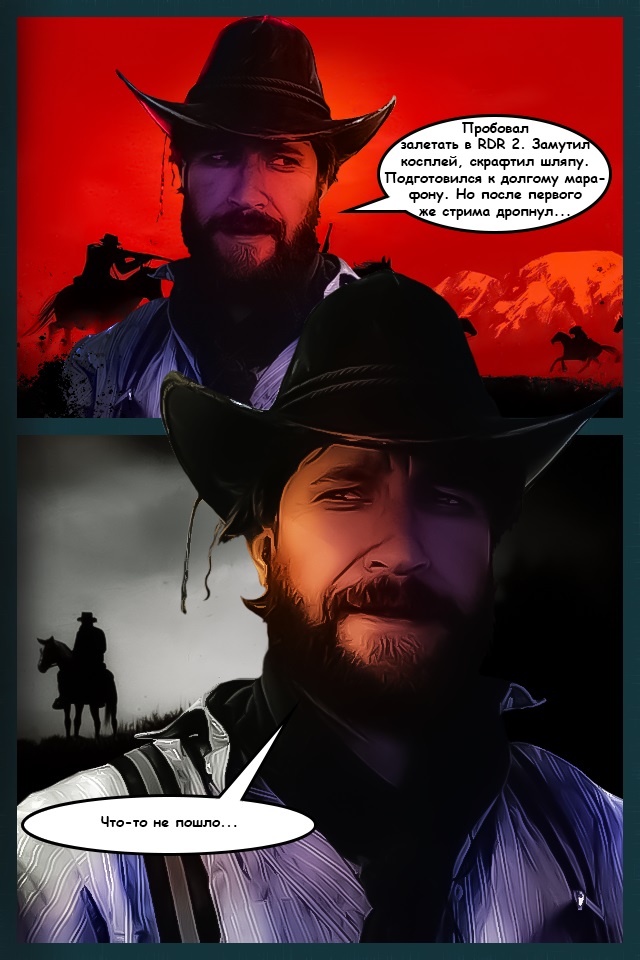 Пробовал
залетать в RDR 2. Замутил
косплей, скрафтил шляпу.
Подготовился к долгому мара-
фону. Но после первого
же стрима дропнул...
Что-то не пошло...